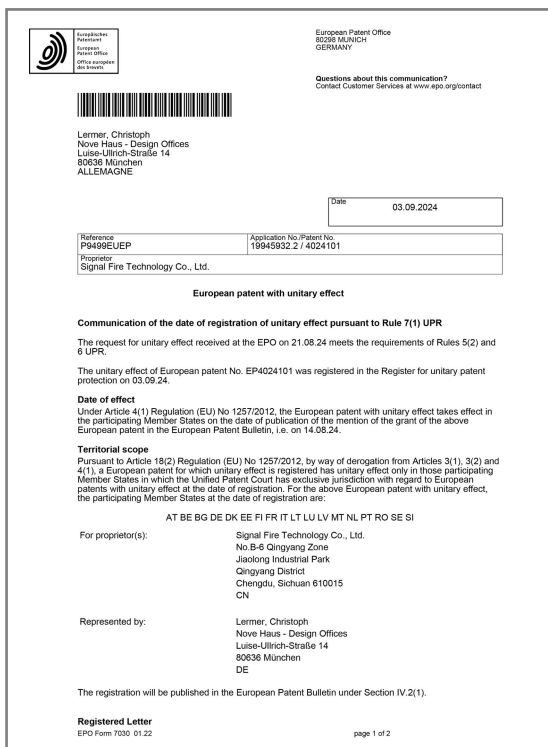 Europäisches
Patentamt
European
Patent Office
Office européen
des brevets
European Patent Office
80298 MUNICH
GERMANY
Questions about this communication?
Contact Customer Services at www.epo.org/contact
Lermer, Christoph
Nove Haus - Design Offices
Luise-Ullrich-Straße 14
80636 München
ALLEMAGNE
Date
03.09.2024
Reference
P9499EUEP
Application No./Patent No.
19945932.2 / 4024101
Proprietor
Signal Fire Technology Co., Ltd.
European patent with unitary effect
Communication of the date of registration of unitary effect pursuant to Rule 7(1) UPR
The request for unitary effect received at the EPO on 21.08.24 meets the requirements of Rules 5(2) and
6 UPR.
The unitary effect of European patent No. EP4024101 was registered in the Register for unitary patent
protection on 03.09.24.
Date of effect
Under Article 4(1) Regulation (EU) No 1257/2012, the European patent with unitary effect takes effect in
the participating Member States on the date of publication of the mention of the grant of the above
European patent in the European Patent Bulletin, i.e. on 14.08.24.
Territorial scope
Pursuant to Article 18(2) Regulation (EU) No 1257/2012, by way of derogation from Articles 3(1), 3(2) and
4(1), a European patent for which unitary effect is registered has unitary effect only in those participating
Member States in which the Unified Patent Court has exclusive jurisdiction with regard to European
patents with unitary effect at the date of registration. For the above European patent with unitary effect,
the participating Member States at the date of registration are:
AT BE BG DE DK EE FI FR IT LT LU LV MT NL PT RO SE SI
For proprietor(s):
Signal Fire Technology Co., Ltd.
No.B-6 Qingyang Zone
Jiaolong Industrial Park
Qingyang District
Chengdu, Sichuan 610015
CN
Represented by:
Lermer, Christoph
Nove Haus - Design Offices
Luise-Ullrich-Straße 14
80636 München
DE
The registration will be published in the European Patent Bulletin under Section IV.2(1).
Registered Letter
EPO Form 7030 01.22
page 1 of 2